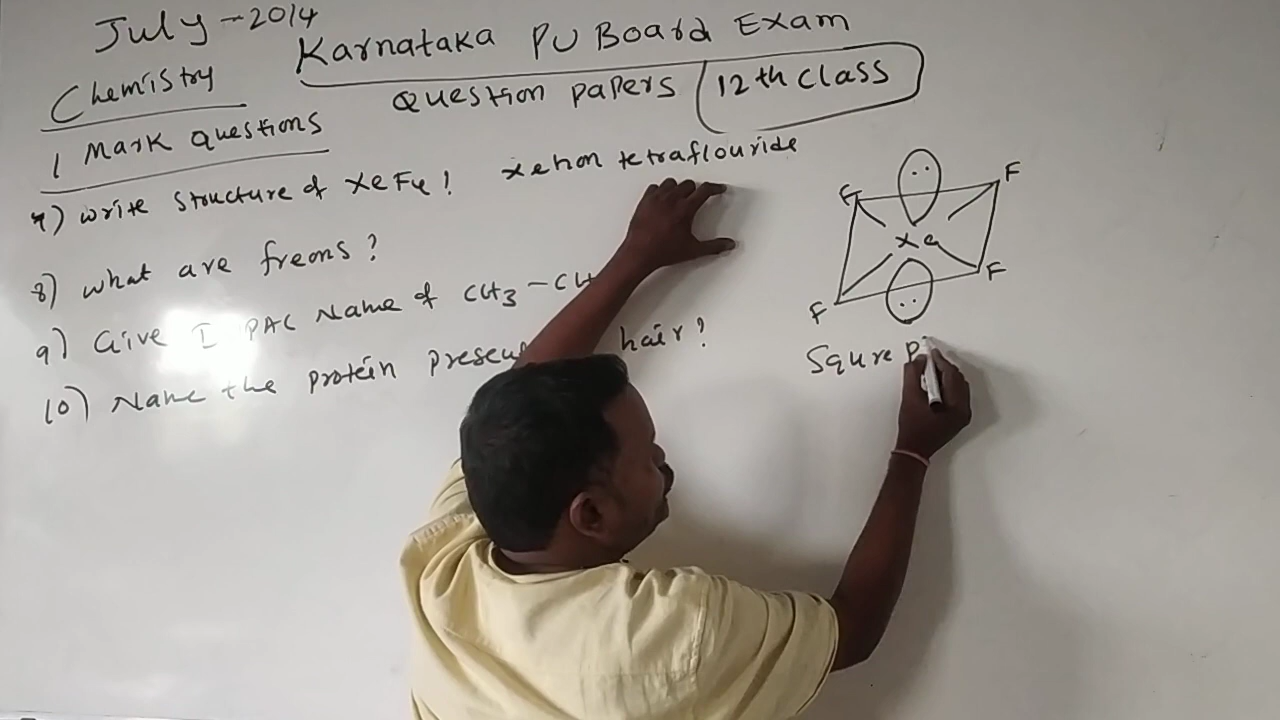 July - 2014
Karnataka PU Board Exam
Chemistry
Question papers 12th class
1 Mark questions
7) write structure of XeF4! xenon tetraflouride
8) what are freons?
9) Give IPAC Name of CH3-CH
10) Name the protein presen hair?
F F
Xe
F F
Squre P